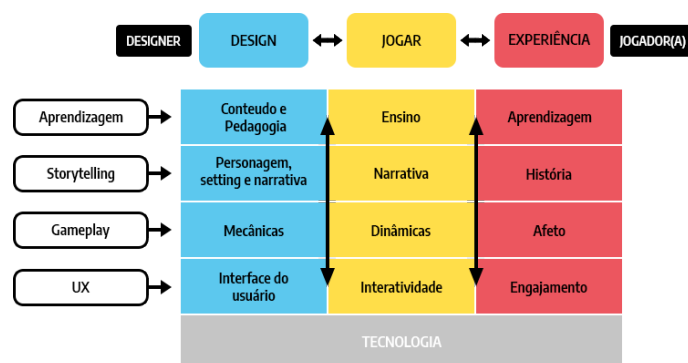 DESIGNER
DESIGN
JOGAR
EXPERIÊNCIA
JOGADOR(A)
Aprendizagem
Conteudo e
Pedagogia
Ensino
Aprendizagem
Storytelling
Personagem,
setting e narrativa
Narrativa
História
Gameplay
Mecânicas
Dinâmicas
Afeto
UX
Interface do
usuário
Interatividade
Engajamento
TECNOLOGIA